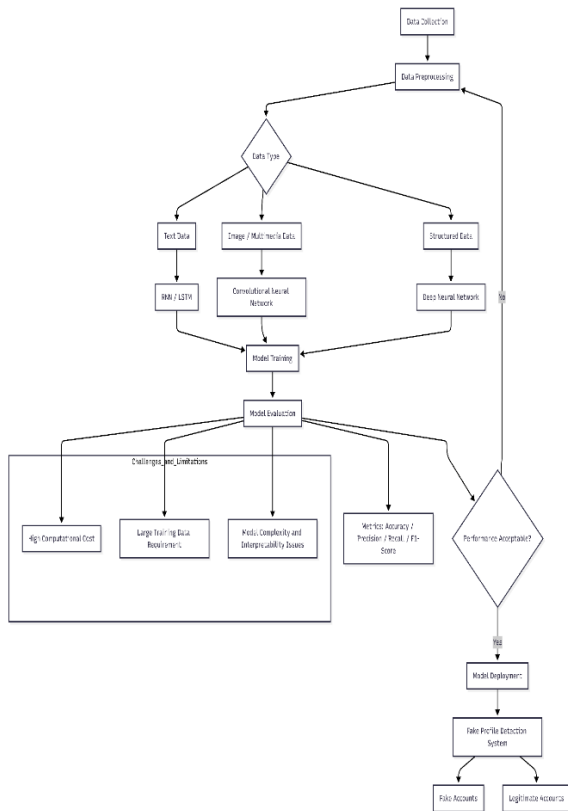 Data Collection
Data Preprocessing
Data Type
Text Data
Image / Multimedia Data
Structured Data
RNN / LSTM
Convolutional Neural
Network
Deep Neural Network
No
Model Training
Model Evaluation
Challenges_and_Limitations
High Computational Cost
Large Training Data
Requirement
Model Complexity and
Interpretability Issues
Metrics: Accuracy /
Precision / Recall / F1-
Score
Performance Acceptable?
Yes
Model Deployment
Fake Profile Detection
System
Fake Accounts
Legitimate Accounts